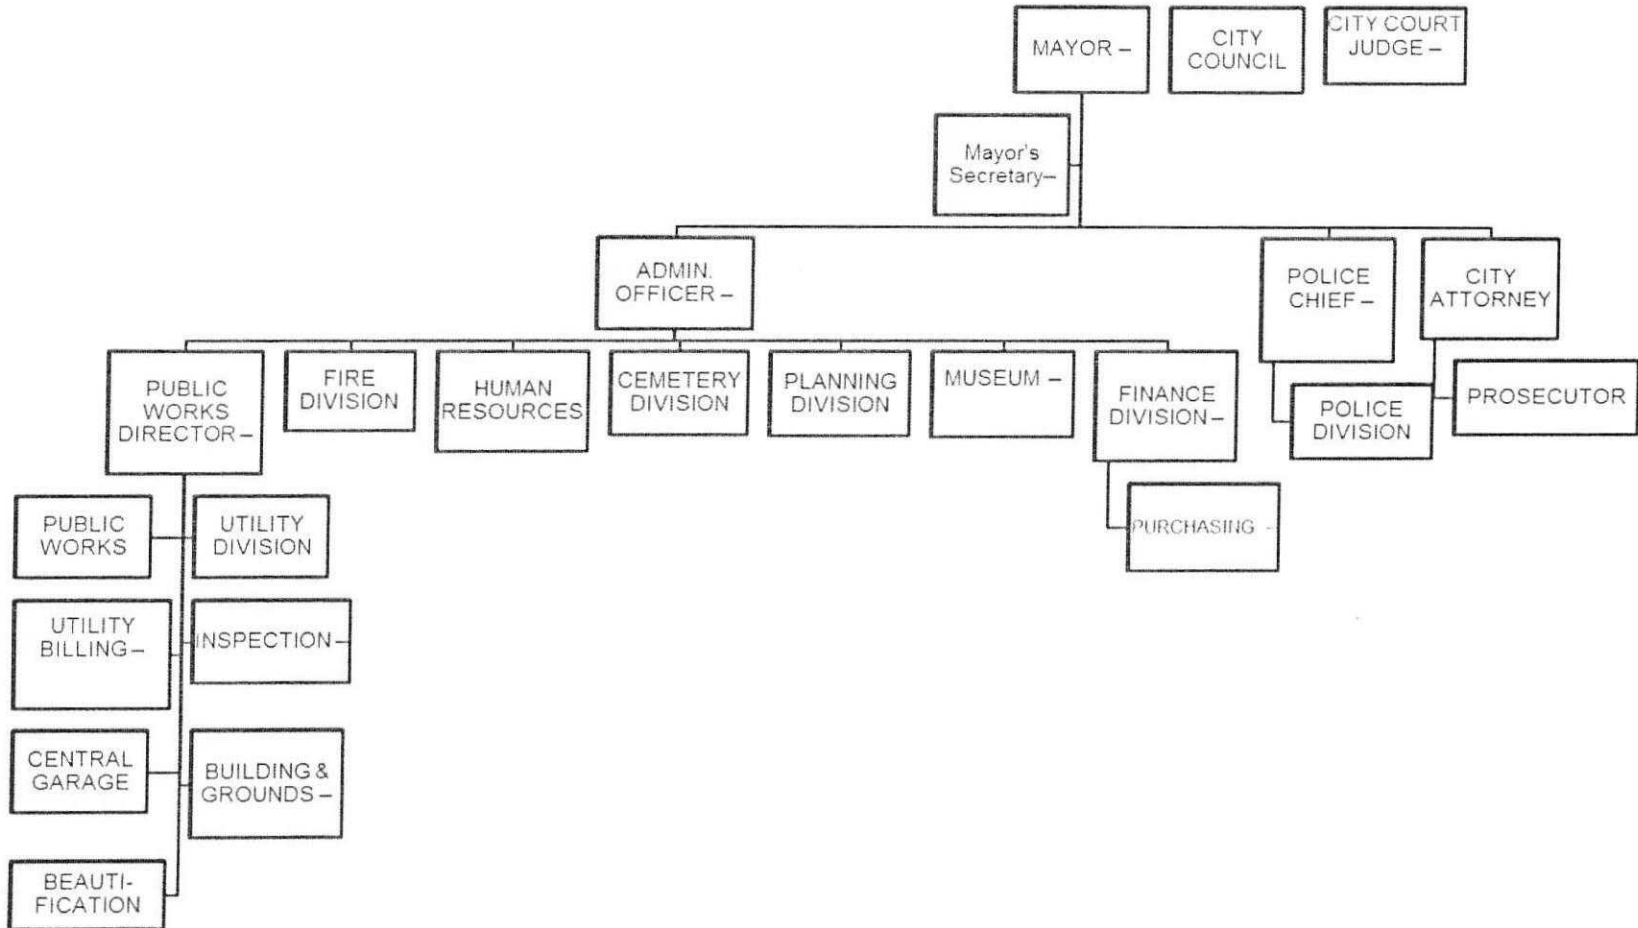 MAYOR –
CITY
COUNCIL
CITY COURT
JUDGE –
Mayor's
Secretary–
ADMIN.
OFFICER –
POLICE
CHIEF –
CITY
ATTORNEY
PUBLIC
WORKS
DIRECTOR –
FIRE
DIVISION
HUMAN
RESOURCES
CEMETERY
DIVISION
PLANNING
DIVISION
MUSEUM –
FINANCE
DIVISION –
POLICE
DIVISION
PROSECUTOR
PURCHASING –
PUBLIC
WORKS
UTILITY
DIVISION
UTILITY
BILLING –
INSPECTION –
CENTRAL
GARAGE
BUILDING &
GROUNDS –
BEAUTI-
FICATION